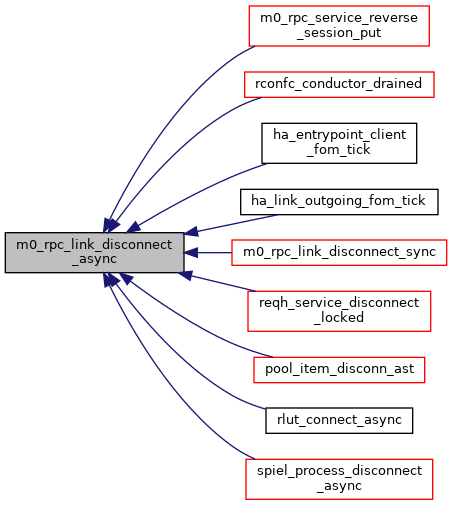 m0_rpc_service_reverse
_session_put
rconfc_conductor_drained
ha_entrypoint_client
_fom_tick
ha_link_outgoing_fom_tick
m0_rpc_link_disconnect
_async
m0_rpc_link_disconnect_sync
reqh_service_disconnect
_locked
pool_item_disconn_ast
rlut_connect_async
spiel_process_disconnect
_async